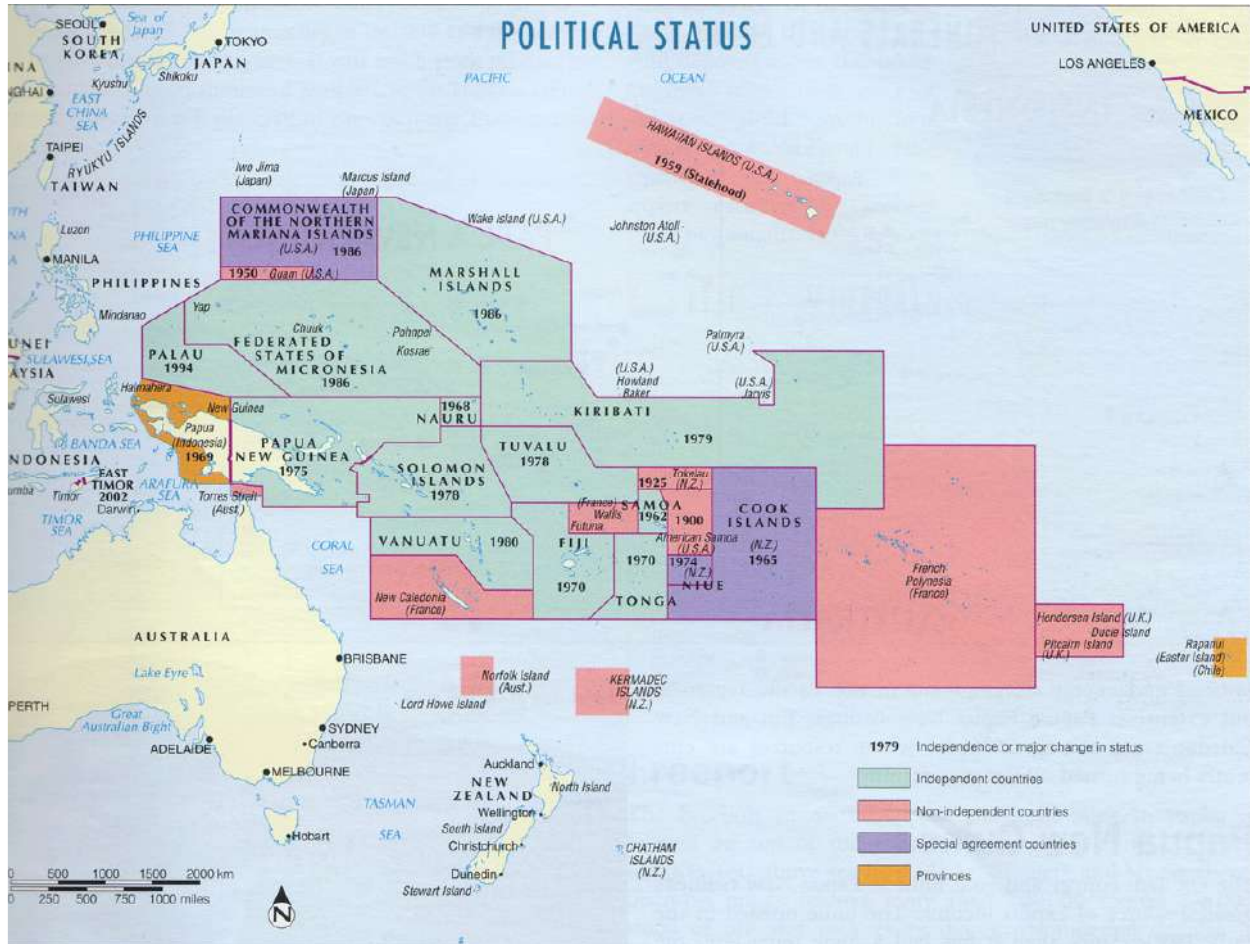 POLITICAL STATUS
SEOUL
SOUTH
KOREA
Sea of
Japan
TOKYO
JAPAN
Shikoku
Kyushu
INA
NGHAI
EAST
CHINA
SEA
RYUKYU ISLANDS
TAIPEI
TAIWAN
PACIFIC
OCEAN
UNITED STATES OF AMERICA
LOS ANGELES
MEXICO
HAWAIIAN ISLANDS (U.S.A.)
1959 (Statehood)
Iwo Jima
(Japan)
Marcus Island
(Japan)
Wake Island (U.S.A.)
Johnston Atoll
(U.S.A.)
COMMONWEALTH
OF THE NORTHERN
MARIANA ISLANDS
(U.S.A.)
1986
1950
Guam (U.S.A.)
Luzon
PHILIPPINE
SEA
MANILA
PHILIPPINES
Mindanao
MARSHALL
ISLANDS
1986
Yap
Chuuk
Pohnpei
Kosrae
FEDERATED
STATES OF
MICRONESIA
1986
PALAU
1994
Palmyra
(U.S.A.)
(U.S.A.)
Howland
Baker
(U.S.A.)
Jarvis
UNEI
AYSIA
SULAWESI SEA
Halmahera
Sulawesi
New Guinea
BANDA SEA
Papua
(Indonesia)
1969
NDONESIA
EAST
TIMOR
2002
Timor
umba
ARAFURA
SEA
TIMOR
SEA
Darwin
Torres Strait
(Aust.)
1968
NAURU
KIRIBATI
1979
PAPUA
NEW GUINEA
1975
SOLOMON
ISLANDS
1978
TUVALU
1978
1925
Tokelau
(N.Z.)
(France)
Wallis
Futuna
SAMOA
1962
1900
American Samoa
(U.S.A.)
COOK
ISLANDS
(N.Z.)
1965
VANUATU
1980
FIJI
1970
1970
TONGA
1974
(N.Z.)
NIUE
CORAL
SEA
New Caledonia
(France)
French
Polynesia
(France)
Hendersen Island (U.K.)
Ducie Island
Pitcairn Island
(U.K.)
Rapanui
(Easter Island)
(Chile)
AUSTRALIA
Lake Eyre
BRISBANE
PERTH
Great
Australian Bight
ADELAIDE
SYDNEY
Canberra
MELBOURNE
Hobart
Norfolk Island
(Aust.)
Lord Howe Island
KERMADEC
ISLANDS
(N.Z.)
TASMAN
SEA
Auckland
NEW
ZEALAND
North Island
Wellington
South Island
Christchurch
Dunedin
Stewart Island
CHATHAM
ISLANDS
(N.Z.)
1979 Independence or major change in status
Independent countries
Non-independent countries
Special agreement countries
Provinces
0 500 1000 1500 2000 km
0 250 500 750 1000 miles
N